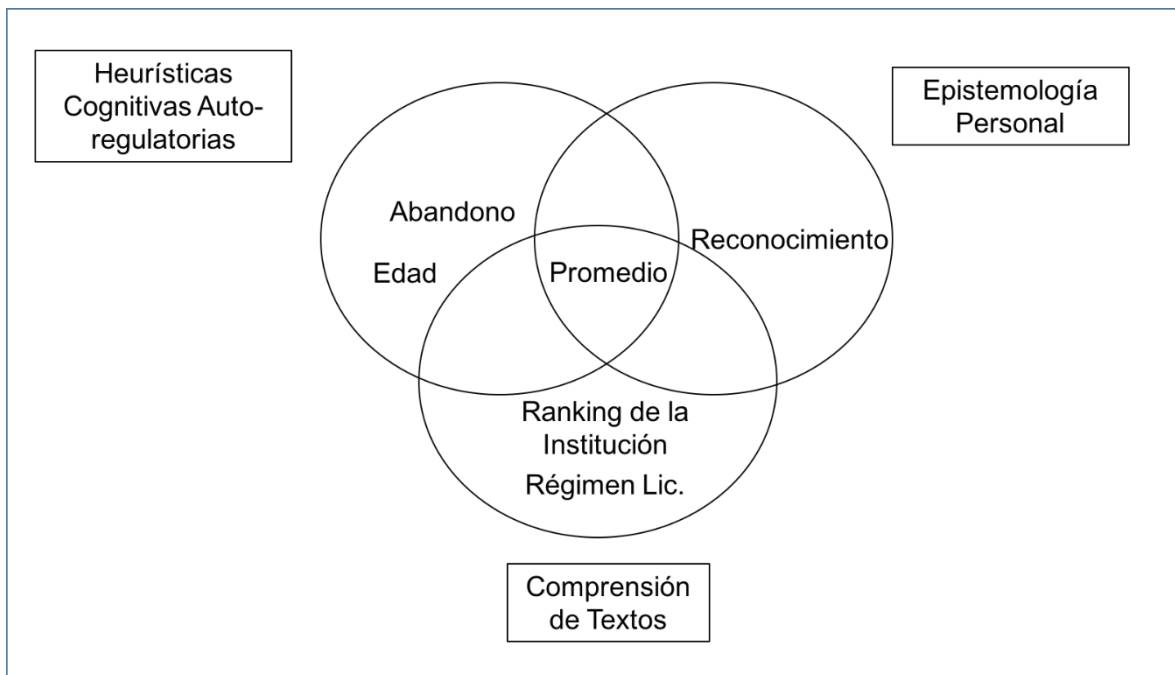 Heurísticas
Cognitivas Auto-
regulatorias
Epistemología
Personal
Abandono
Reconocimiento
Edad
Promedio
Ranking de la
Institución
Régimen Lic.
Comprensión
de Textos